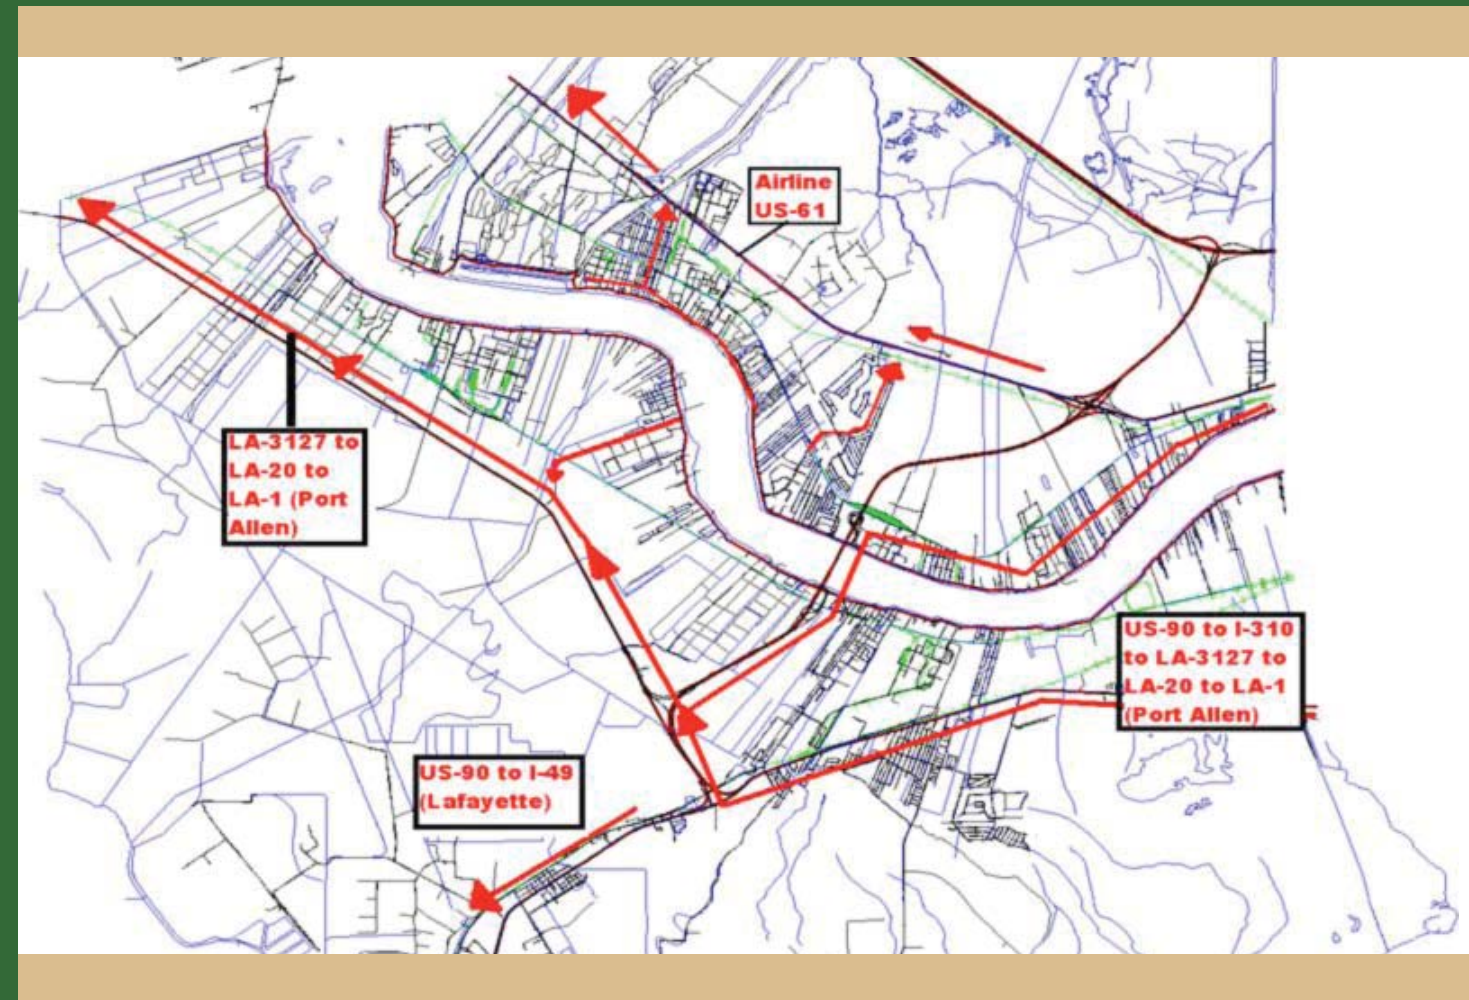 Airline
US-61
LA-3127 to
LA-20 to
LA-1 (Port
Allen)
US-90 to I-310
to LA-3127 to
LA-20 to LA-1
(Port Allen)
US-90 to I-49
(Lafayette)